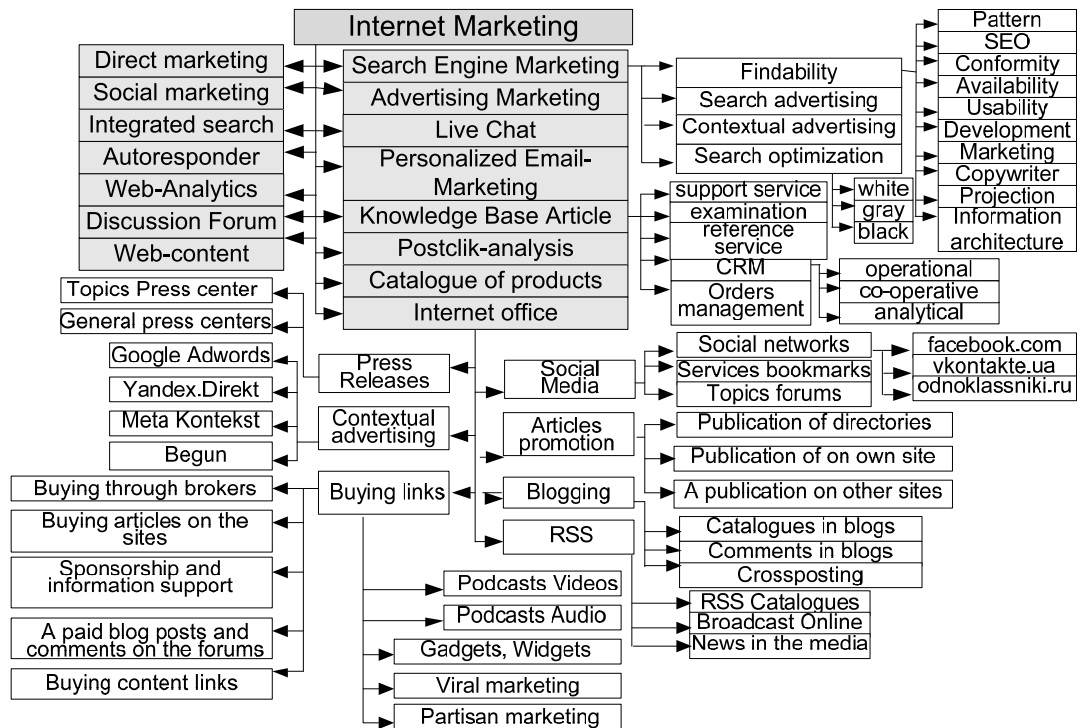 Internet Marketing
Direct marketing
Social marketing
Integrated search
Autoresponder
Web-Analytics
Discussion Forum
Web-content
Search Engine Marketing
Advertising Marketing
Live Chat
Personalized Email-
Marketing
Knowledge Base Article
Postclik-analysis
Catalogue of products
Internet office
Findability
Search advertising
Contextual advertising
Search optimization
Pattern
SEO
Conformity
Availability
Usability
Development
Marketing
Copywriter
Projection
Information
architecture
white
gray
black
support service
examination
reference
service
CRM
Orders
management
operational
co-operative
analytical
Topics Press center
General press centers
Google Adwords
Yandex.Direkt
Meta Kontekst
Begun
Press
Releases
Contextual
advertising
Buying links
Buying through brokers
Buying articles on the
sites
Sponsorship and
information support
A paid blog posts and
comments on the forums
Buying content links
Social
Media
Articles
promotion
Blogging
RSS
Social networks
Services bookmarks
Topics forums
facebook.com
vkontakte.ua
odnoklassniki.ru
Publication of directories
Publication of on own site
A publication on other sites
Catalogues in blogs
Comments in blogs
Crossposting
RSS Catalogues
Broadcast Online
News in the media
Podcasts Videos
Podcasts Audio
Gadgets, Widgets
Viral marketing
Partisan marketing